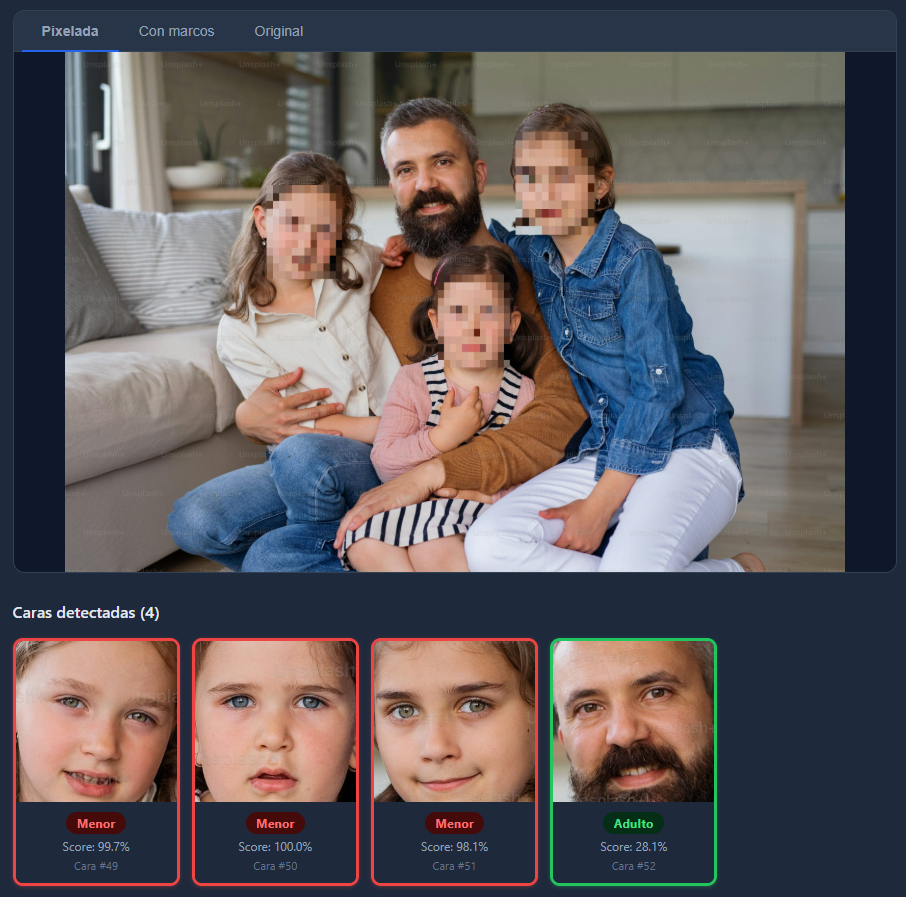 Pixelada Con marcos Original
Unsplash+
Caras detectadas (4)
Menor Menor Menor Adulto
Score: 99.7% Score: 100.0% Score: 98.1% Score: 28.1%
Cara #49 Cara #50 Cara #51 Cara #52